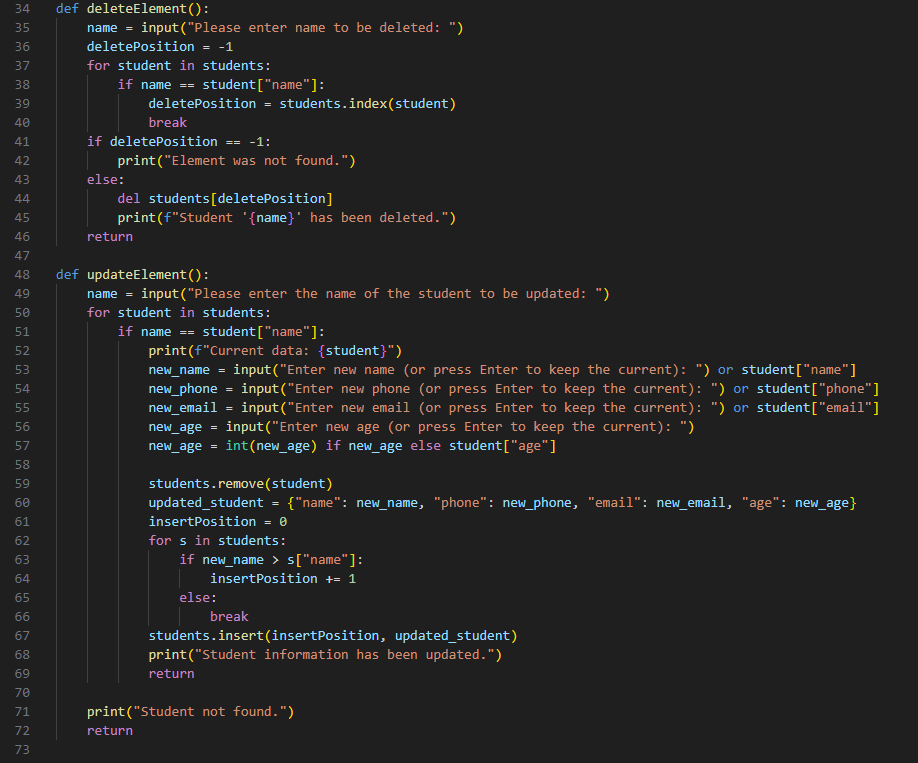 34 def deleteElement():
35     name = input("Please enter name to be deleted: ")
36     deletePosition = -1
37     for student in students:
38         if name == student["name"]:
39             deletePosition = students.index(student)
40             break
41     if deletePosition == -1:
42         print("Element was not found.")
43     else:
44         del students[deletePosition]
45         print(f"Student '{name}' has been deleted.")
46     return
47
48 def updateElement():
49     name = input("Please enter the name of the student to be updated: ")
50     for student in students:
51         if name == student["name"]:
52             print(f"Current data: {student}")
53             new_name = input("Enter new name (or press Enter to keep the current): ") or student["name"]
54             new_phone = input("Enter new phone (or press Enter to keep the current): ") or student["phone"]
55             new_email = input("Enter new email (or press Enter to keep the current): ") or student["email"]
56             new_age = input("Enter new age (or press Enter to keep the current): ")
57             new_age = int(new_age) if new_age else student["age"]
58
59             students.remove(student)
60             updated_student = {"name": new_name, "phone": new_phone, "email": new_email, "age": new_age}
61             insertPosition = 0
62             for s in students:
63                 if new_name > s["name"]:
64                     insertPosition += 1
65                 else:
66                     break
67             students.insert(insertPosition, updated_student)
68             print("Student information has been updated.")
69             return
70
71     print("Student not found.")
72     return
73